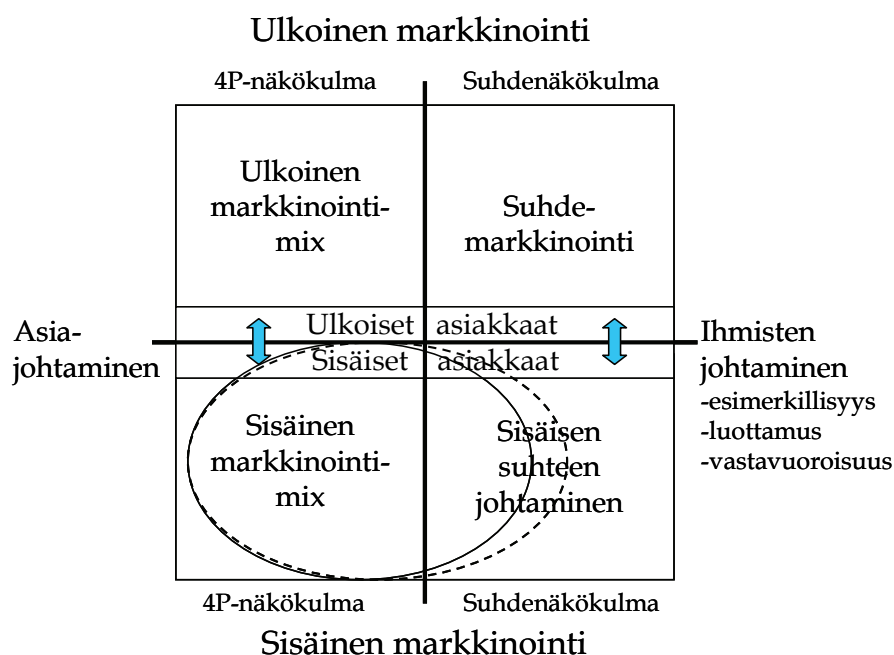 Ulkoinen markkinointi
4P-näkökulma
Suhdenäkökulma
Ulkoinen
markkinointi-
mix
Suhde-
markkinointi
Asia-
johtaminen
Ulkoiset asiakkaat
Sisäiset asiakkaat
Ihmisten
johtaminen
-esimerkillisyys
-luottamus
-vastavuoroisuus
Sisäinen
markkinointi-
mix
Sisäisen
suhteen
johtaminen
4P-näkökulma
Suhdenäkökulma
Sisäinen markkinointi